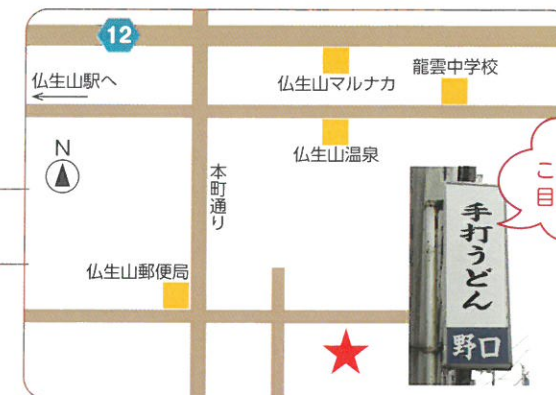 12
仏生山駅へ
仏生山マルナカ
龍雲中学校
仏生山温泉
N
本町通り
仏生山郵便局
こ
目
手打うどん
野口